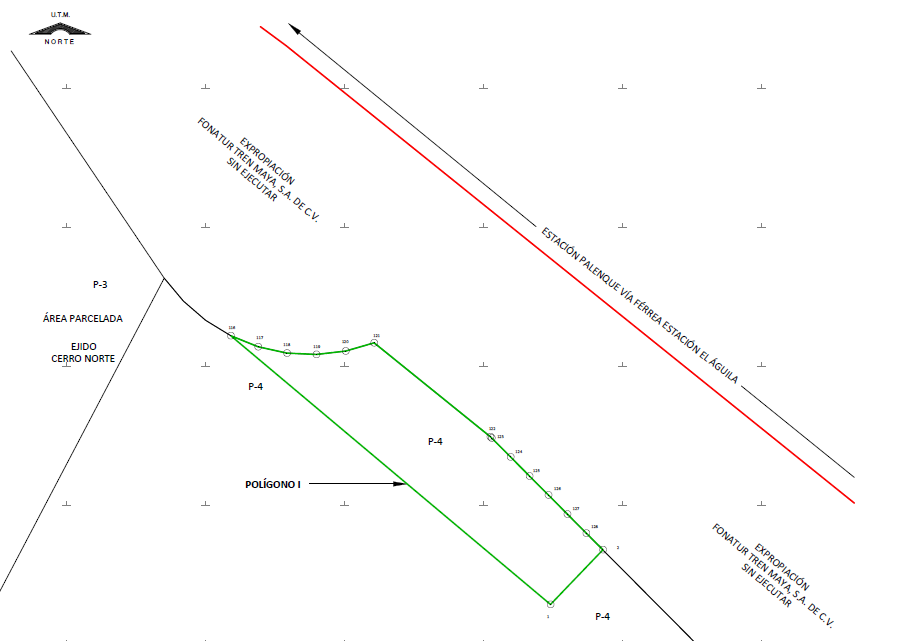 U.T.M.
NORTE
EXPROPIACIÓN
FONATUR TREN MAYA, S.A. DE C.V.
SIN EJECUTAR
ESTACIÓN PALENQUE VÍA FÉRREA ESTACIÓN EL ÁGUILA
P-3
ÁREA PARCELADA
EJIDO
CERRO NORTE
116
117
118
119
120
121
P-4
P-4
122
123
124
125
126
127
128
2
POLÍGONO I
1
P-4
EXPROPIACIÓN
FONATUR TREN MAYA, S.A. DE C.V.
SIN EJECUTAR